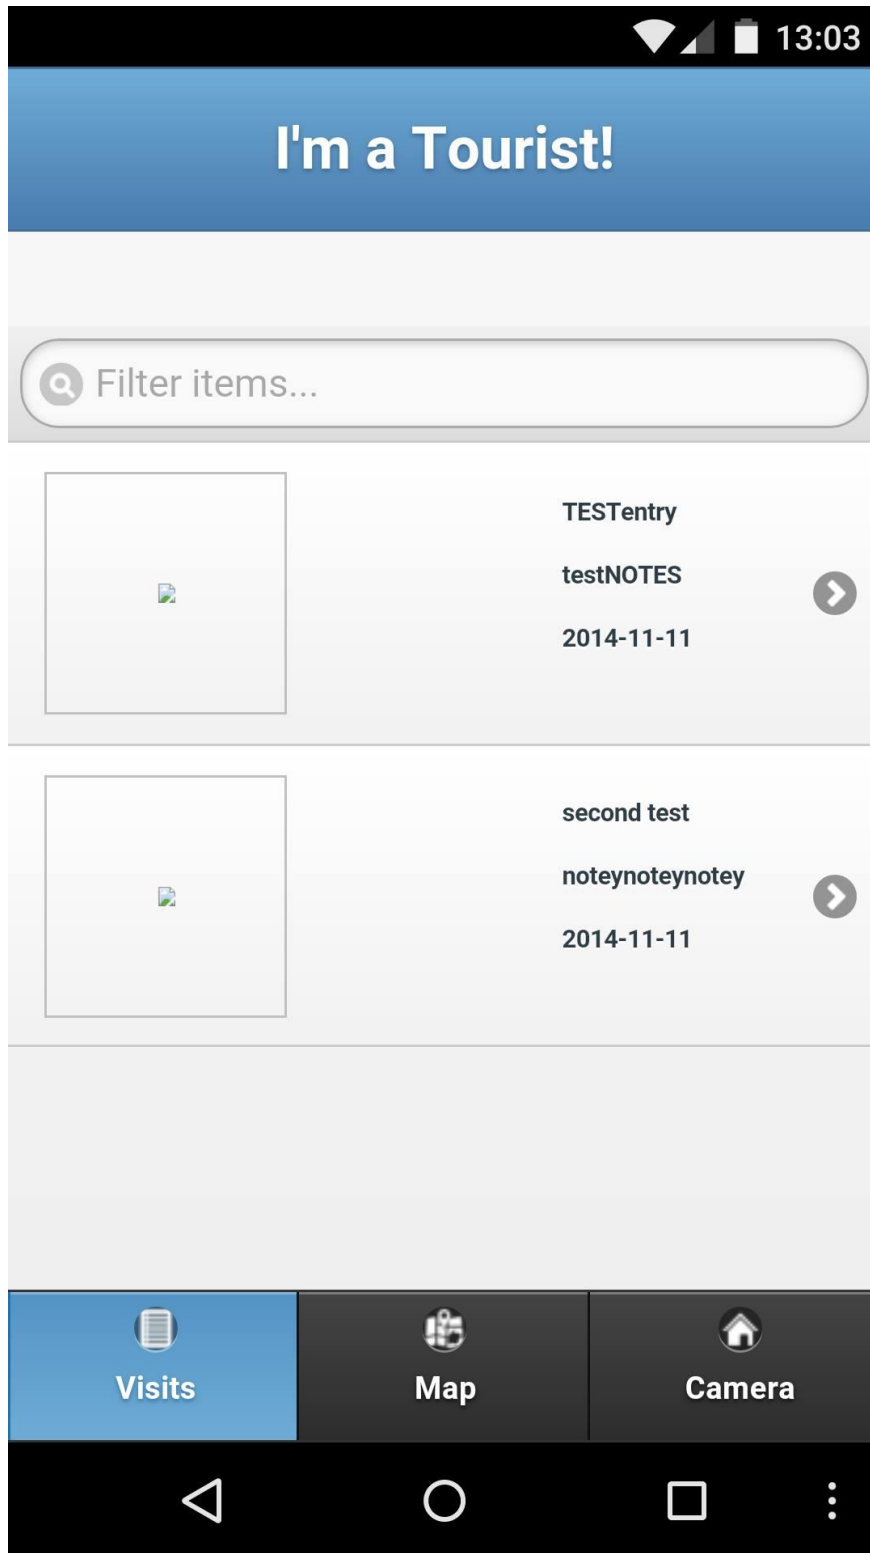 13:03
I'm a Tourist!
Filter items...
TESTentry
testNOTES
2014-11-11
second test
noteynoteynotey
2014-11-11
Visits
Map
Camera